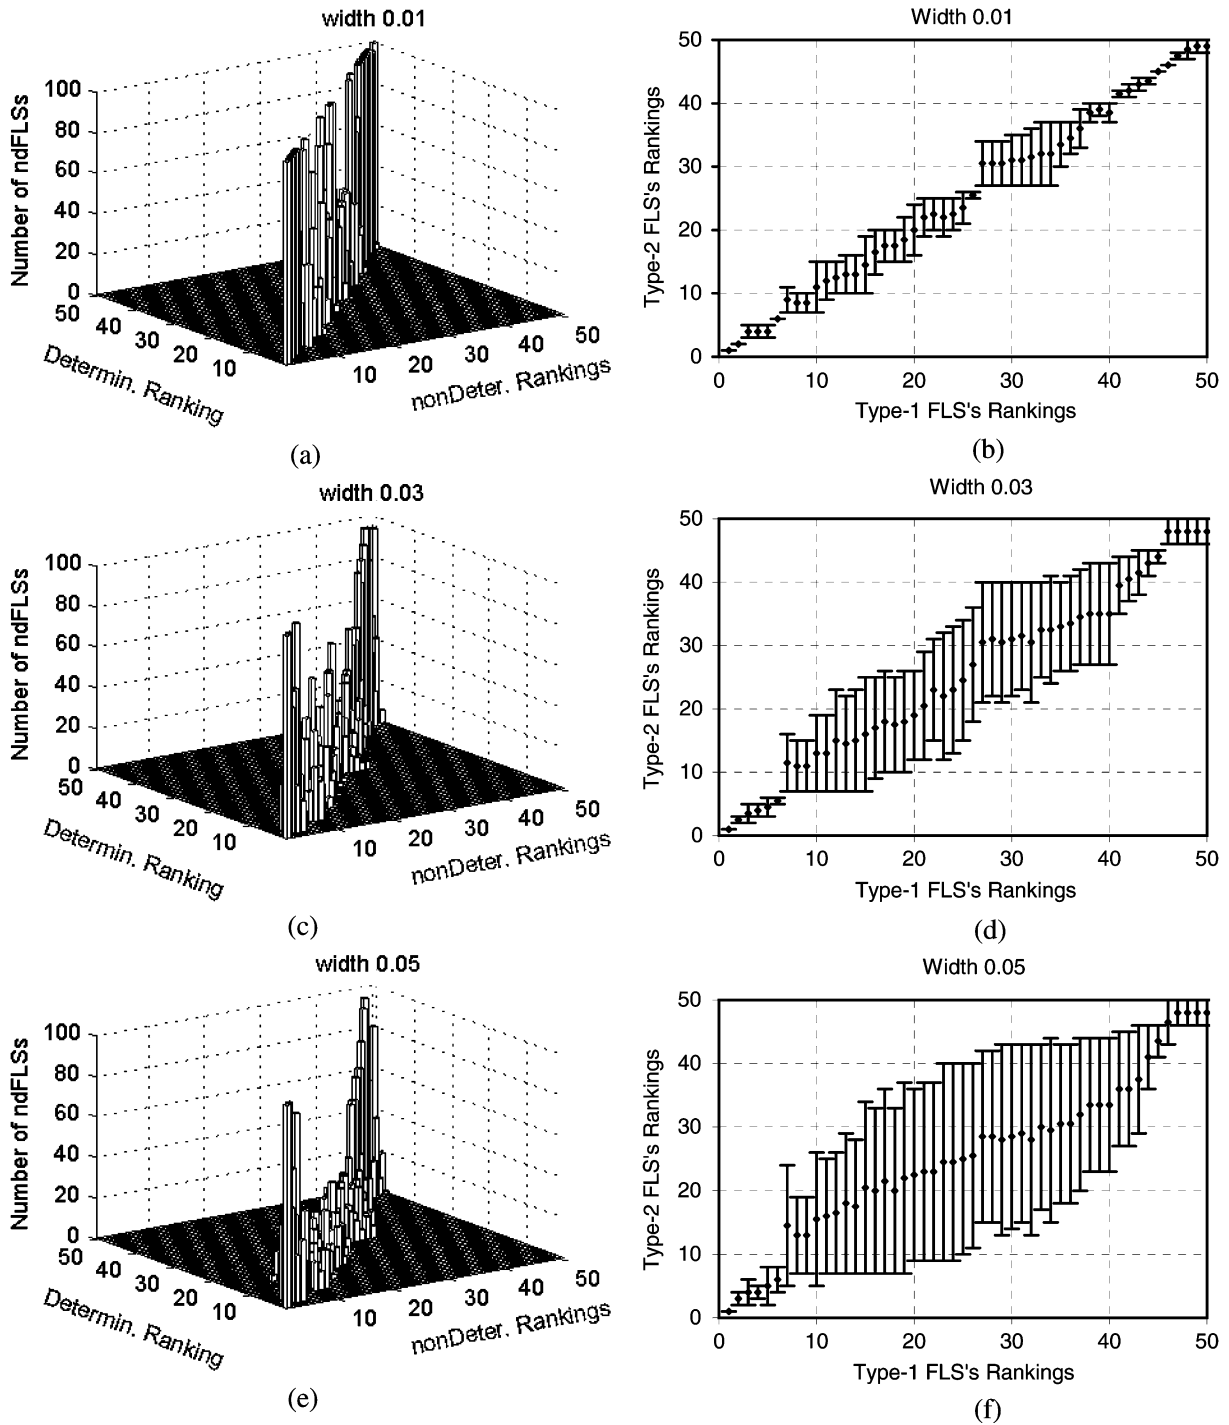 width 0.01
Number of ndFLSs
100
80
60
40
20
0
50
40
30
20
10
Determin. Ranking
10
20
30
40
50
nonDeter. Rankings
(a)
Width 0.01
Type-2 FLS's Rankings
50
40
30
20
10
0
0 10 20 30 40 50
Type-1 FLS's Rankings
(b)
width 0.03
Number of ndFLSs
100
80
60
40
20
0
50
40
30
20
10
Determin. Ranking
10
20
30
40
50
nonDeter. Rankings
(c)
Width 0.03
Type-2 FLS's Rankings
50
40
30
20
10
0
0 10 20 30 40 50
Type-1 FLS's Rankings
(d)
width 0.05
Number of ndFLSs
100
80
60
40
20
0
50
40
30
20
10
Determin. Ranking
10
20
30
40
50
nonDeter. Rankings
(e)
Width 0.05
Type-2 FLS's Rankings
50
40
30
20
10
0
0 10 20 30 40 50
Type-1 FLS's Rankings
(f)